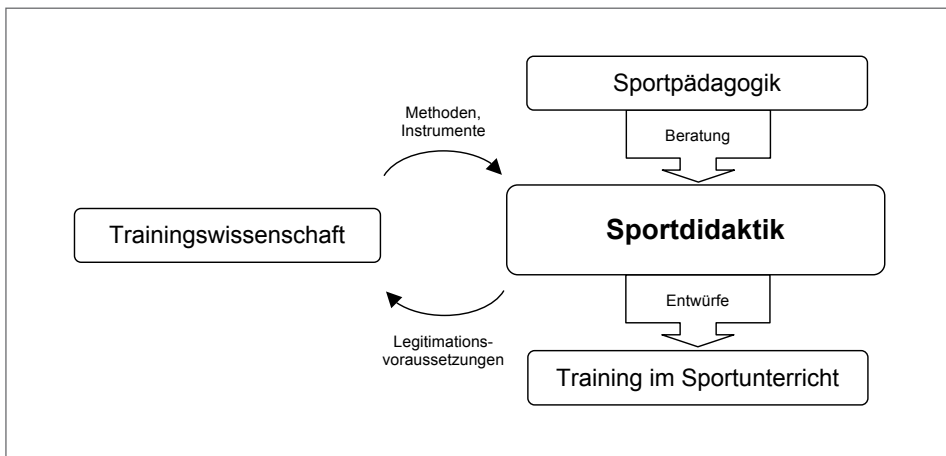 Sportpädagogik
Methoden,
Instrumente
Beratung
Trainingswissenschaft
Sportdidaktik
Entwürfe
Legitimations-
voraussetzungen
Training im Sportunterricht